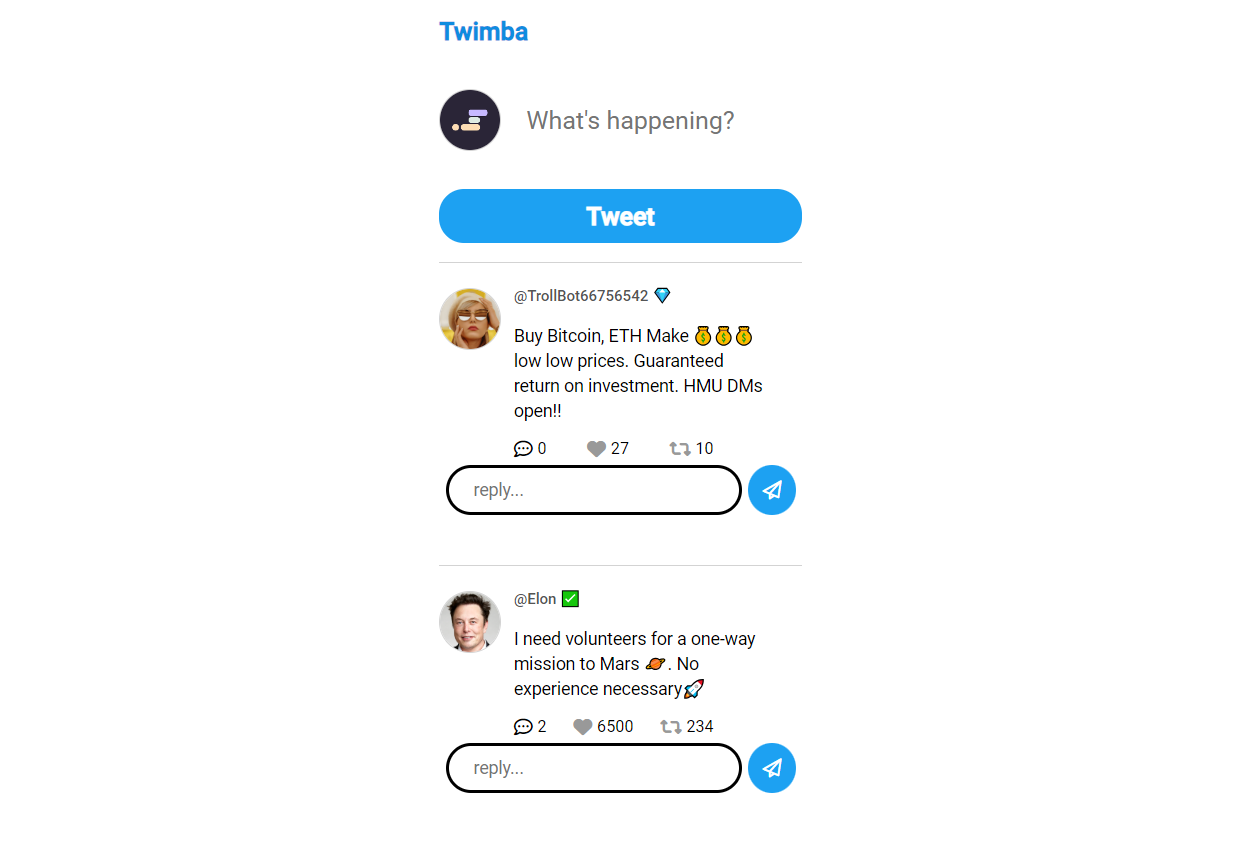 Twimba
What's happening?
Tweet
@TrollBot66756542 💎
Buy Bitcoin, ETH Make 💰💰💰
low low prices. Guaranteed
return on investment. HMU DMs
open!!
0 27 10
reply...
@Elon ✅
I need volunteers for a one-way
mission to Mars 🪐. No
experience necessary🚀
2 6500 234
reply...